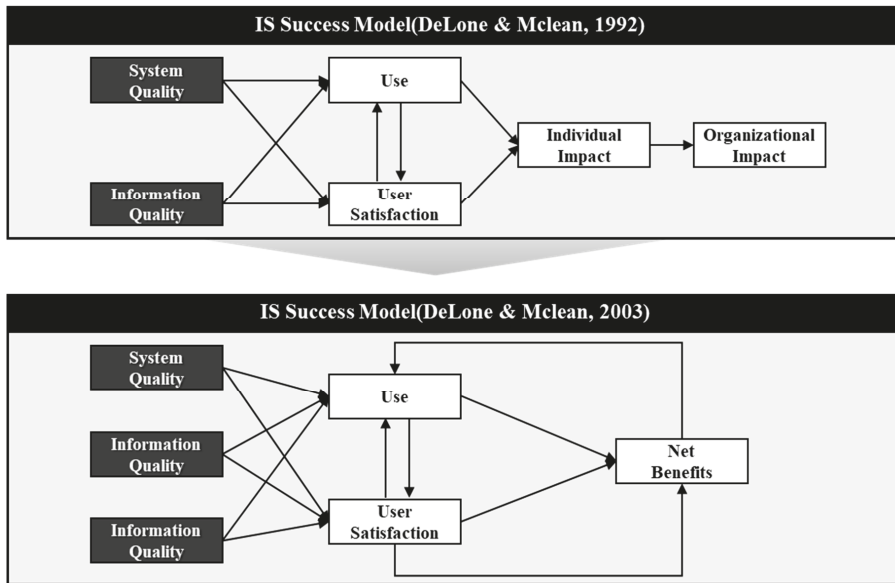 IS Success Model(DeLone & Mclean, 1992)
System
Quality
Use
Individual
Impact
Organizational
Impact
Information
Quality
User
Satisfaction
IS Success Model(DeLone & Mclean, 2003)
System
Quality
Use
Information
Quality
Net
Benefits
Information
Quality
User
Satisfaction